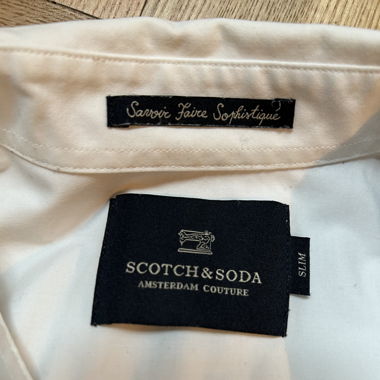 Savoir Faire Sophistiqué
SCOTCH & SODA
AMSTERDAM COUTURE
SLIM